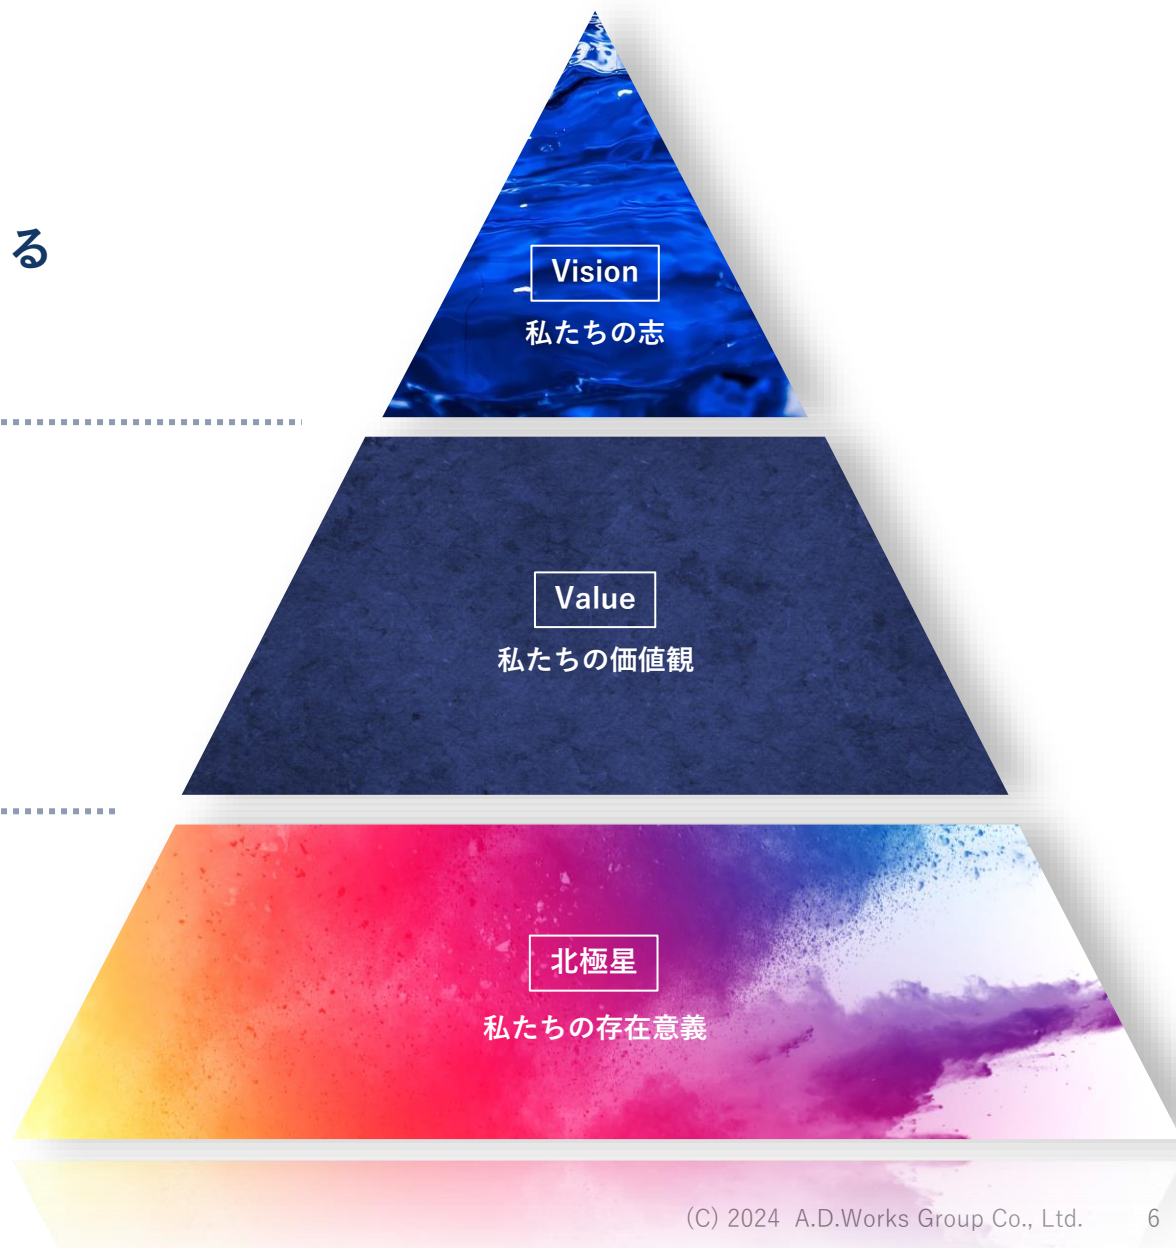 る
Vision
私たちの志
Value
私たちの価値観
北極星
私たちの存在意義
(C) 2024 A.D.Works Group Co., Ltd. 6